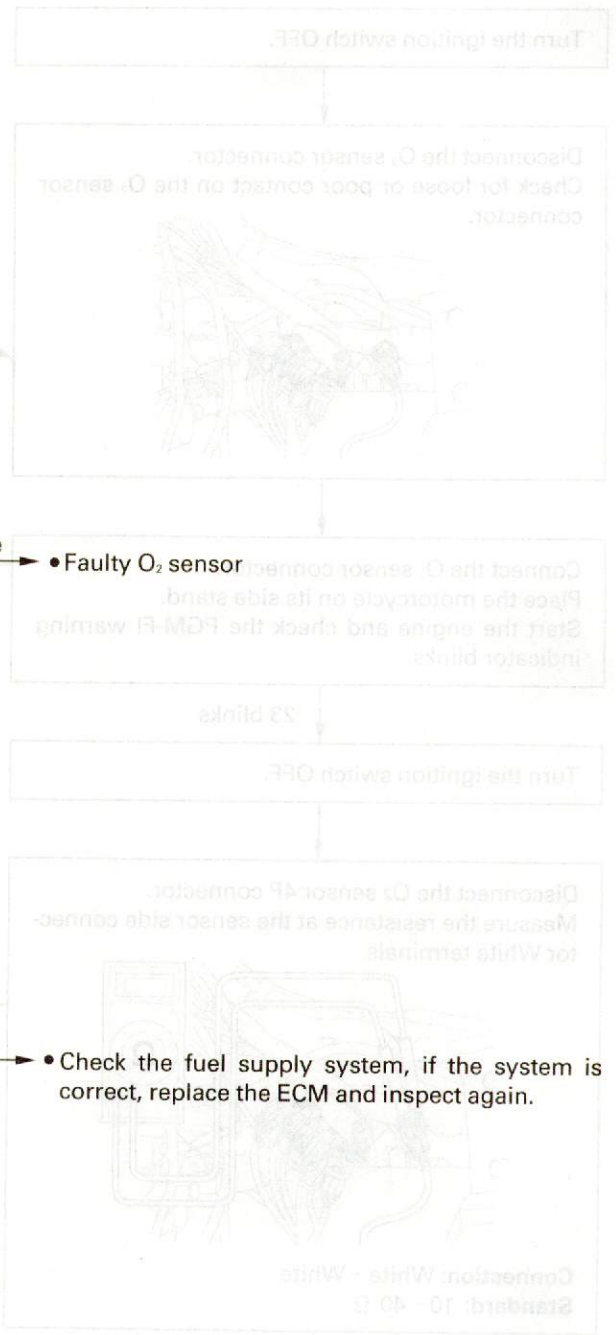 Turn the ignition switch OFF.
Disconnect the O₂ sensor connector.
Check for loose or poor contact on the O₂ sensor
connector.
• Faulty O₂ sensor
Connect the O₂ sensor connector.
Place the motorcycle on its side stand.
Start the engine and check the PGM-FI warning
indicator blinks.
23 blinks
Turn the ignition switch OFF.
Disconnect the O₂ sensor 4P connector.
Measure the resistance at the sensor side connec-
tor White terminals.
• Check the fuel supply system, if the system is
correct, replace the ECM and inspect again.
Connection: White – White
Standard: 10 – 40 Ω